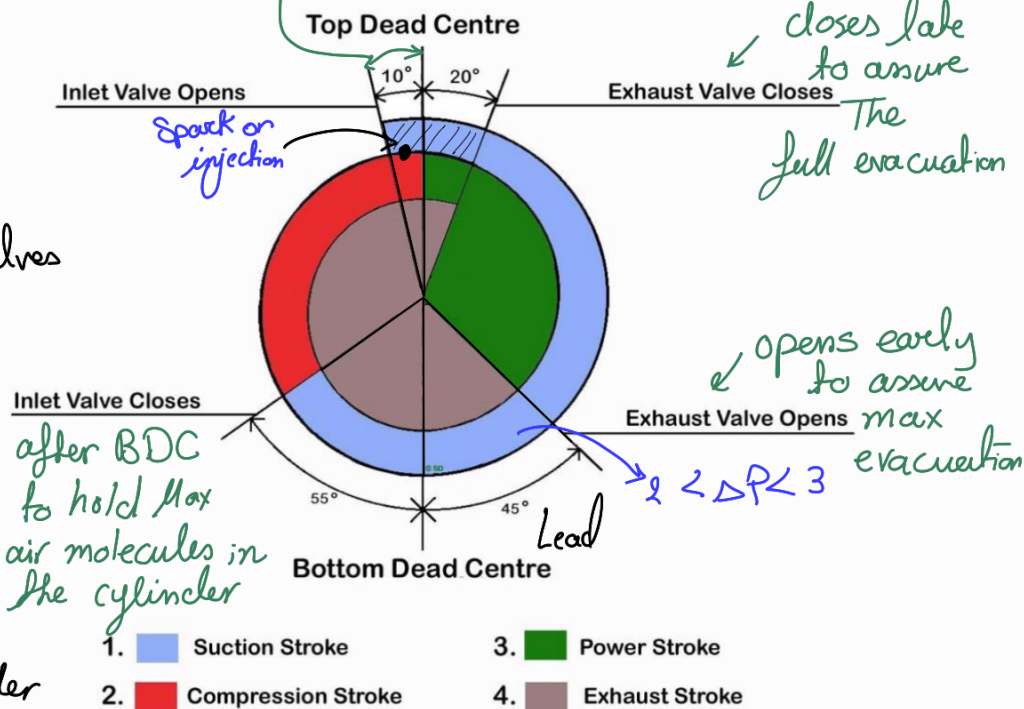 Top Dead Centre
closes late
to assure
The
full evacuation
10°
20°
Inlet Valve Opens
Exhaust Valve Closes
Spark or
injection
lves
opens early
to assure
max
evacuation
Inlet Valve Closes
Exhaust Valve Opens
after BDC
to hold Max
air molecules in
the cylinder
2 < ΔP < 3
© BD
55°
45°
Lead
Bottom Dead Centre
1. Suction Stroke
3. Power Stroke
ler
2. Compression Stroke
4. Exhaust Stroke